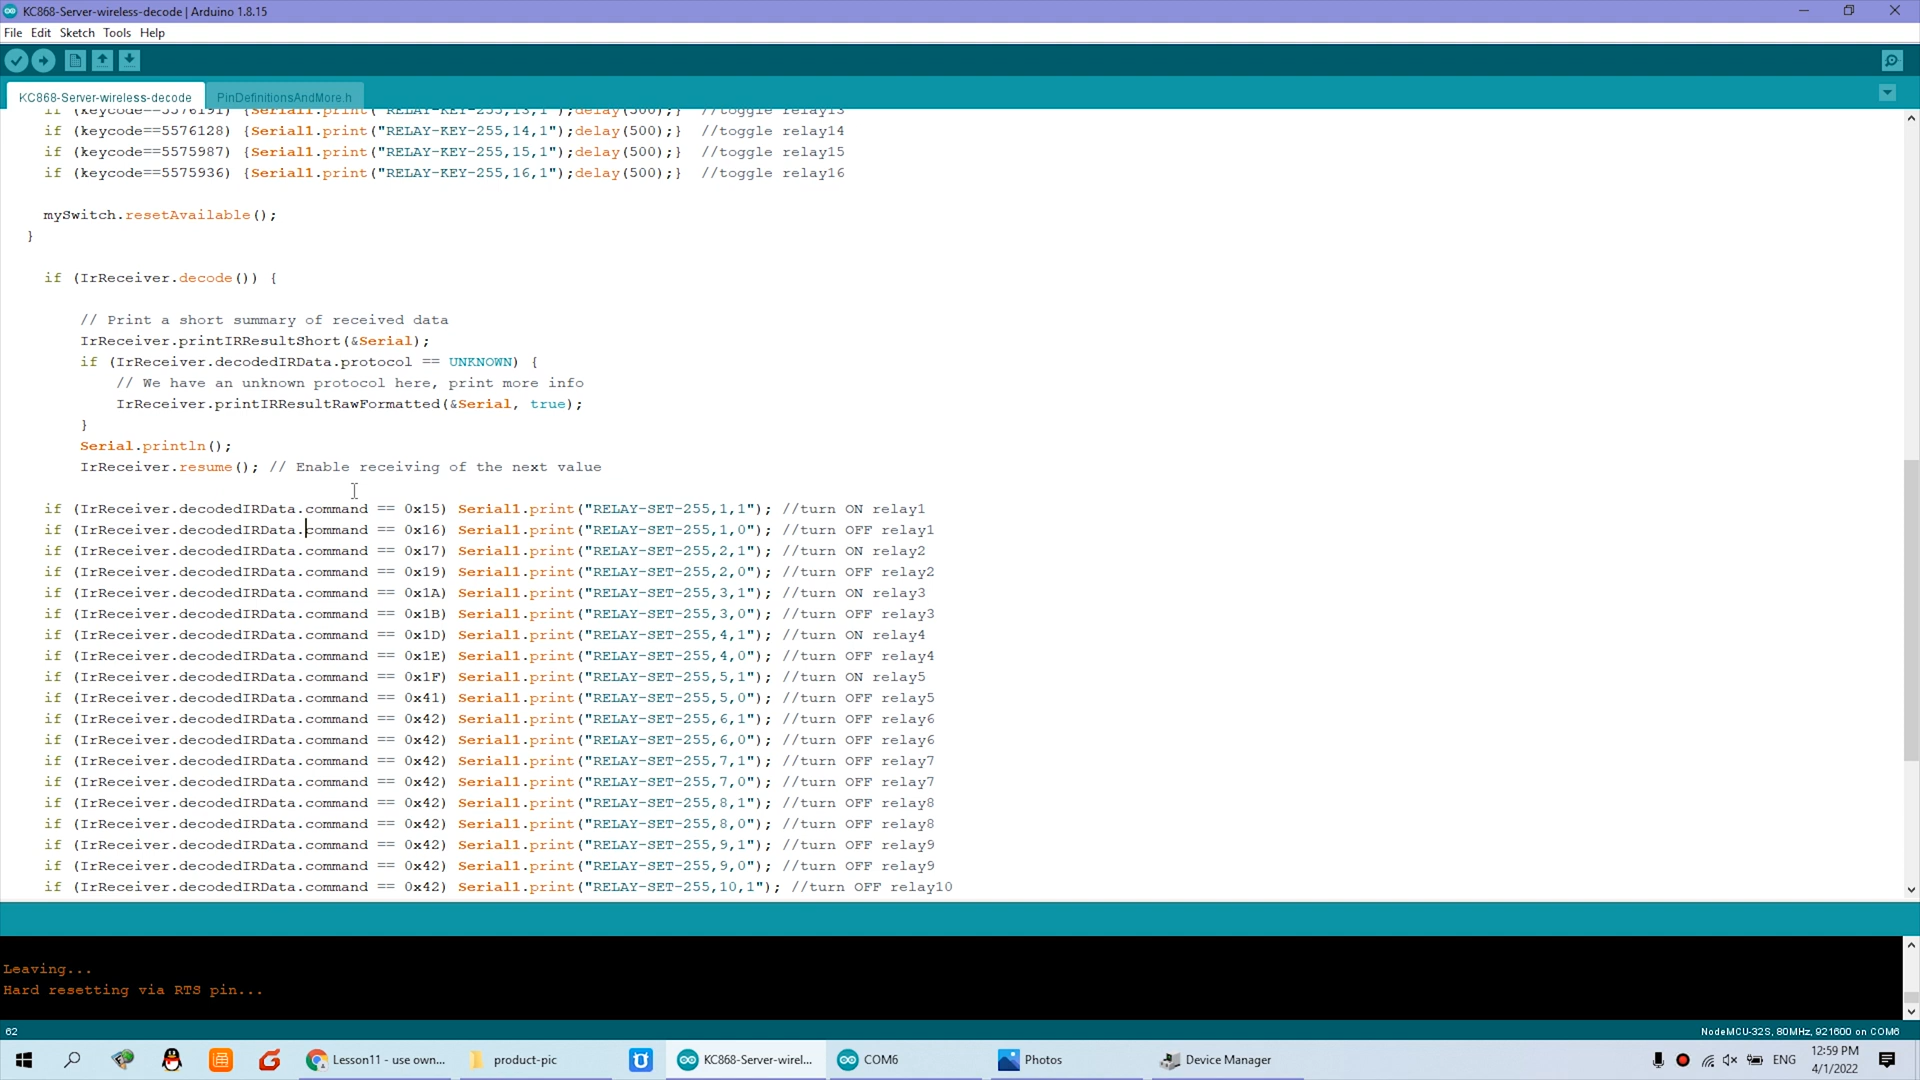 KC868-Server-wireless-decode | Arduino 1.8.15
File Edit Sketch Tools Help
KC868-Server-wireless-decode PinDefinitionsAndMore.h
if (keycode==5576191) {Serial1.print("RELAY-KEY-255,13,1");delay(500);} //toggle relay13
if (keycode==5576128) {Serial1.print("RELAY-KEY-255,14,1");delay(500);} //toggle relay14
if (keycode==5575987) {Serial1.print("RELAY-KEY-255,15,1");delay(500);} //toggle relay15
if (keycode==5575936) {Serial1.print("RELAY-KEY-255,16,1");delay(500);} //toggle relay16
mySwitch.resetAvailable();
}
if (IrReceiver.decode()) {
// Print a short summary of received data
IrReceiver.printIRResultShort(&Serial);
if (IrReceiver.decodedIRData.protocol == UNKNOWN) {
// We have an unknown protocol here, print more info
IrReceiver.printIRResultRawFormatted(&Serial, true);
}
Serial.println();
IrReceiver.resume(); // Enable receiving of the next value
if (IrReceiver.decodedIRData.command == 0x15) Serial1.print("RELAY-SET-255,1,1"); //turn ON relay1
if (IrReceiver.decodedIRData.command == 0x16) Serial1.print("RELAY-SET-255,1,0"); //turn OFF relay1
if (IrReceiver.decodedIRData.command == 0x17) Serial1.print("RELAY-SET-255,2,1"); //turn ON relay2
if (IrReceiver.decodedIRData.command == 0x19) Serial1.print("RELAY-SET-255,2,0"); //turn OFF relay2
if (IrReceiver.decodedIRData.command == 0x1A) Serial1.print("RELAY-SET-255,3,1"); //turn ON relay3
if (IrReceiver.decodedIRData.command == 0x1B) Serial1.print("RELAY-SET-255,3,0"); //turn OFF relay3
if (IrReceiver.decodedIRData.command == 0x1D) Serial1.print("RELAY-SET-255,4,1"); //turn ON relay4
if (IrReceiver.decodedIRData.command == 0x1E) Serial1.print("RELAY-SET-255,4,0"); //turn OFF relay4
if (IrReceiver.decodedIRData.command == 0x1F) Serial1.print("RELAY-SET-255,5,1"); //turn ON relay5
if (IrReceiver.decodedIRData.command == 0x41) Serial1.print("RELAY-SET-255,5,0"); //turn OFF relay5
if (IrReceiver.decodedIRData.command == 0x42) Serial1.print("RELAY-SET-255,6,1"); //turn OFF relay6
if (IrReceiver.decodedIRData.command == 0x42) Serial1.print("RELAY-SET-255,6,0"); //turn OFF relay6
if (IrReceiver.decodedIRData.command == 0x42) Serial1.print("RELAY-SET-255,7,1"); //turn OFF relay7
if (IrReceiver.decodedIRData.command == 0x42) Serial1.print("RELAY-SET-255,7,0"); //turn OFF relay7
if (IrReceiver.decodedIRData.command == 0x42) Serial1.print("RELAY-SET-255,8,1"); //turn OFF relay8
if (IrReceiver.decodedIRData.command == 0x42) Serial1.print("RELAY-SET-255,8,0"); //turn OFF relay8
if (IrReceiver.decodedIRData.command == 0x42) Serial1.print("RELAY-SET-255,9,1"); //turn OFF relay9
if (IrReceiver.decodedIRData.command == 0x42) Serial1.print("RELAY-SET-255,9,0"); //turn OFF relay9
if (IrReceiver.decodedIRData.command == 0x42) Serial1.print("RELAY-SET-255,10,1"); //turn OFF relay10
Leaving...
Hard resetting via RTS pin...
62 NodeMCU-32S, 80MHz, 921600 on COM6
Lesson11 - use own... product-pic KC868-Server-wirel... COM6 Photos Device Manager ENG 12:59 PM
4/1/2022